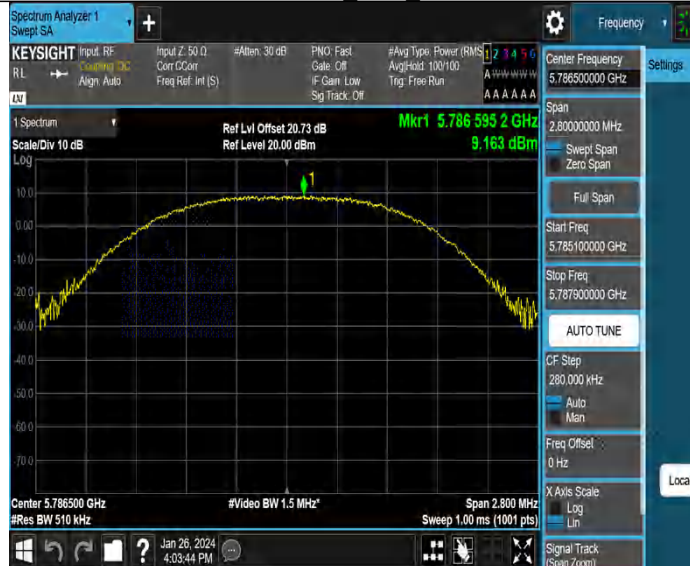 Spectrum Analyzer 1
Swept SA
Frequency
KEYSIGHT
RL
Input: RF
Coupling: DC
Align: Auto
Input Z: 50 Ω
Corr CCorr
Freq Ref: Int (S)
#Atten: 30 dB
PNO: Fast
Gate: Off
IF Gain: Low
Sig Track: Off
#Avg Type: Power (RMS
Avg|Hold: 100/100
Trig: Free Run
1 2 3 4 5 6
A W W W W W
A A A A A A
Settings
Center Frequency
5.786500000 GHz
Span
2.80000000 MHz
Swept Span
Zero Span
Full Span
Start Freq
5.785100000 GHz
Stop Freq
5.787900000 GHz
AUTO TUNE
CF Step
280.000 kHz
Auto
Man
Freq Offset
0 Hz
X Axis Scale
Log
Lin
Signal Track
(Span Zoom)
Loca
1 Spectrum
Scale/Div 10 dB
Log
Ref Lvl Offset 20.73 dB
Ref Level 20.00 dBm
Mkr1 5.786 595 2 GHz
9.163 dBm
1
10.0
0.00
-10.0
-20.0
-30.0
-40.0
-50.0
-60.0
-70.0
Center 5.786500 GHz
#Res BW 510 kHz
#Video BW 1.5 MHz*
Span 2.800 MHz
Sweep 1.00 ms (1001 pts)
?
Jan 26, 2024
4:03:44 PM